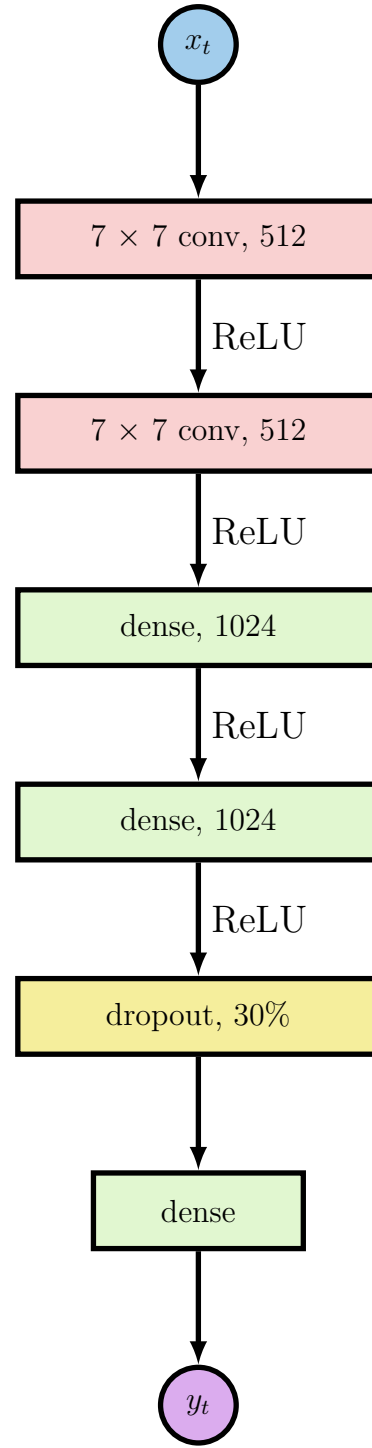 x_t
7 × 7 conv, 512
ReLU
7 × 7 conv, 512
ReLU
dense, 1024
ReLU
dense, 1024
ReLU
dropout, 30%
dense
y_t